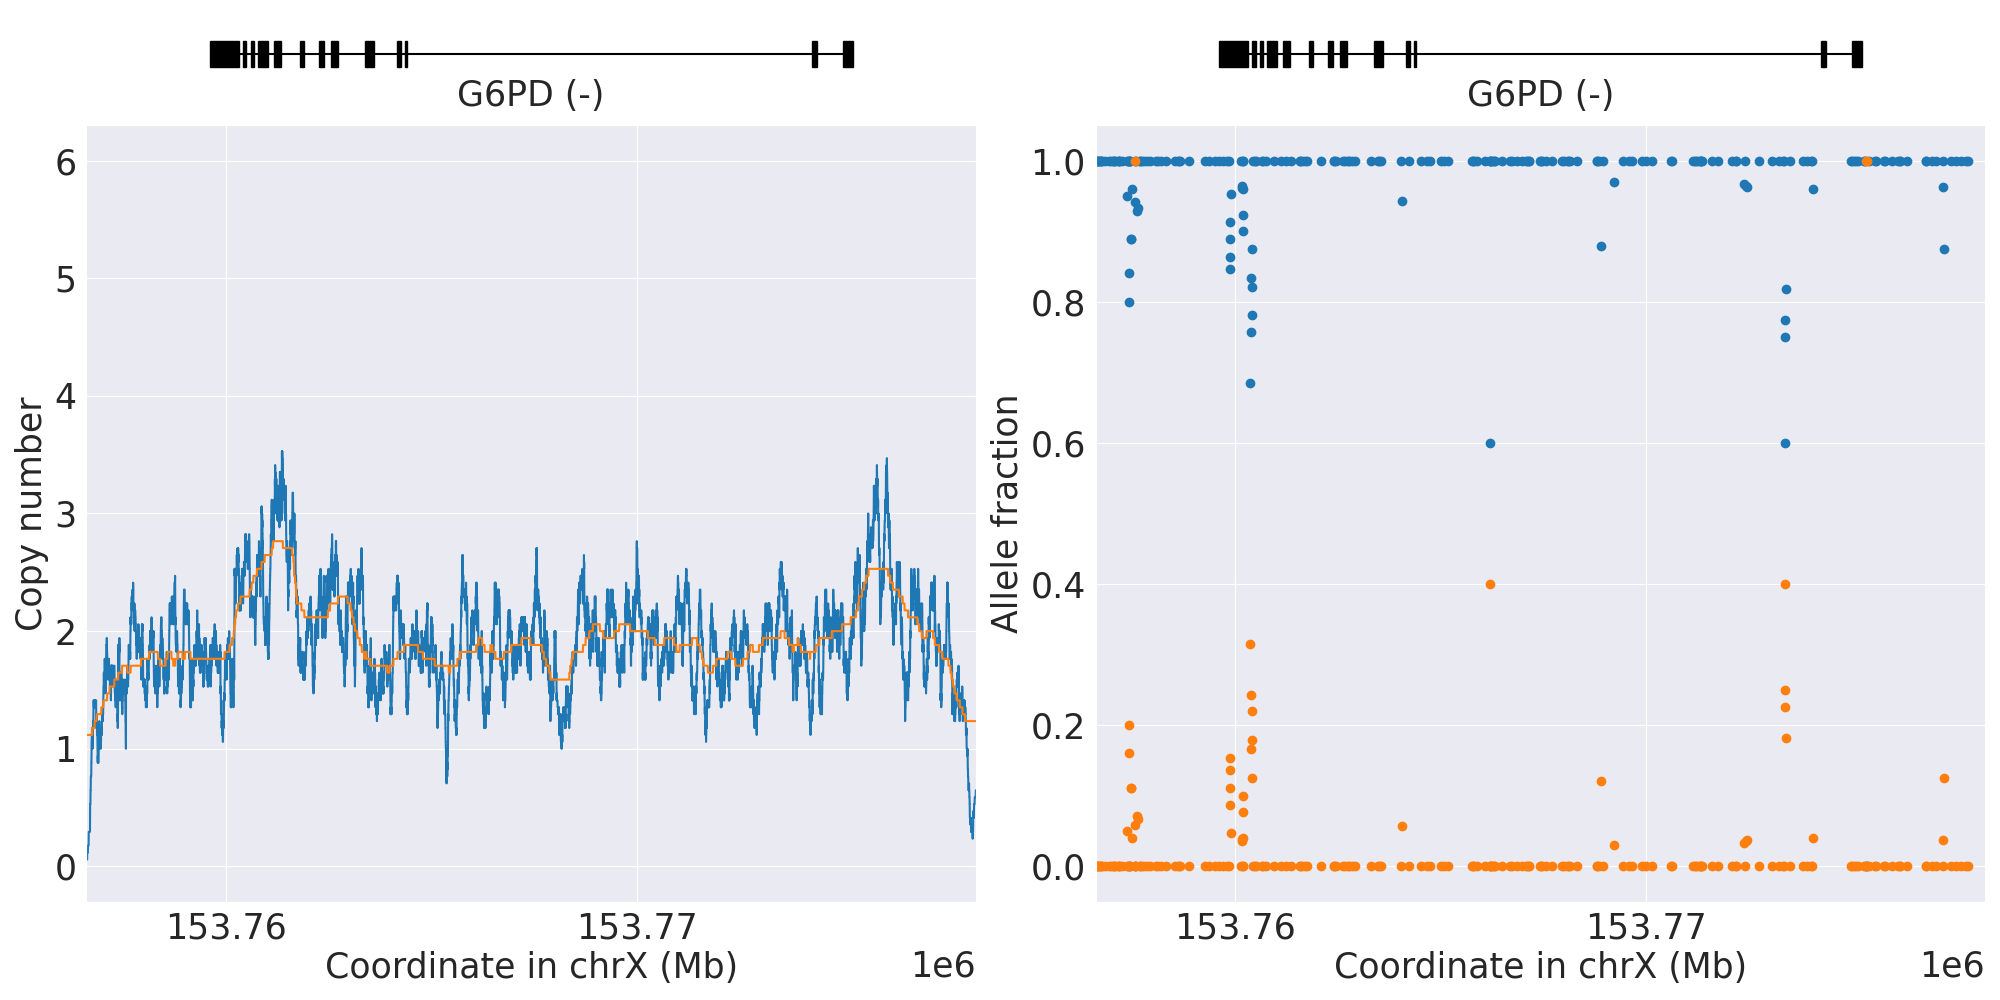 G6PD (-)
6
5
4
3
2
1
0
Copy number
153.76
153.77
Coordinate in chrX (Mb)
1e6
G6PD (-)
1.0
0.8
0.6
0.4
0.2
0.0
Allele fraction
153.76
153.77
Coordinate in chrX (Mb)
1e6